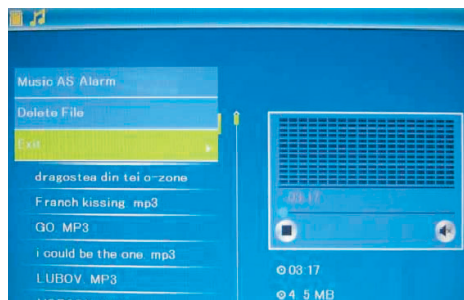 Music AS Alarm
Delete File
Exit
dragostea din tei o-zone
Franch kissing mp3
GO MP3
i could be the one mp3
LUBOV MP3
03:17
03:17
4.5 MB